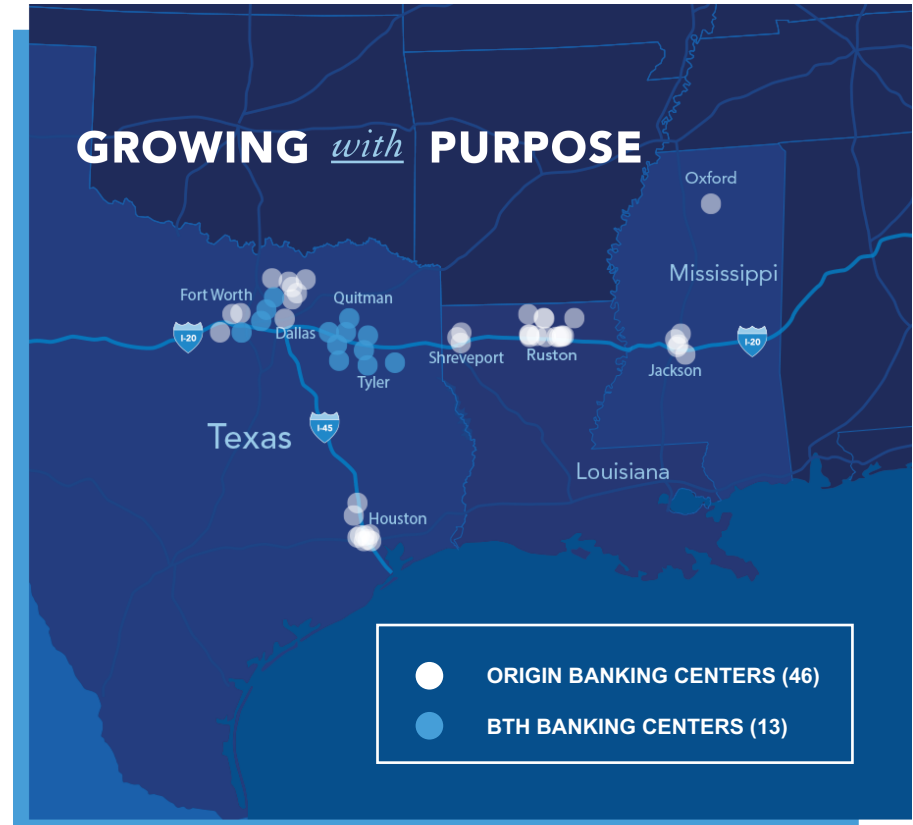 GROWING with PURPOSE
Oxford
Mississippi
Fort Worth
Quitman
I-20
Dallas
Shreveport
Ruston
I-20
Jackson
Tyler
I-45
Texas
Louisiana
Houston
ORIGIN BANKING CENTERS (46)
BTH BANKING CENTERS (13)